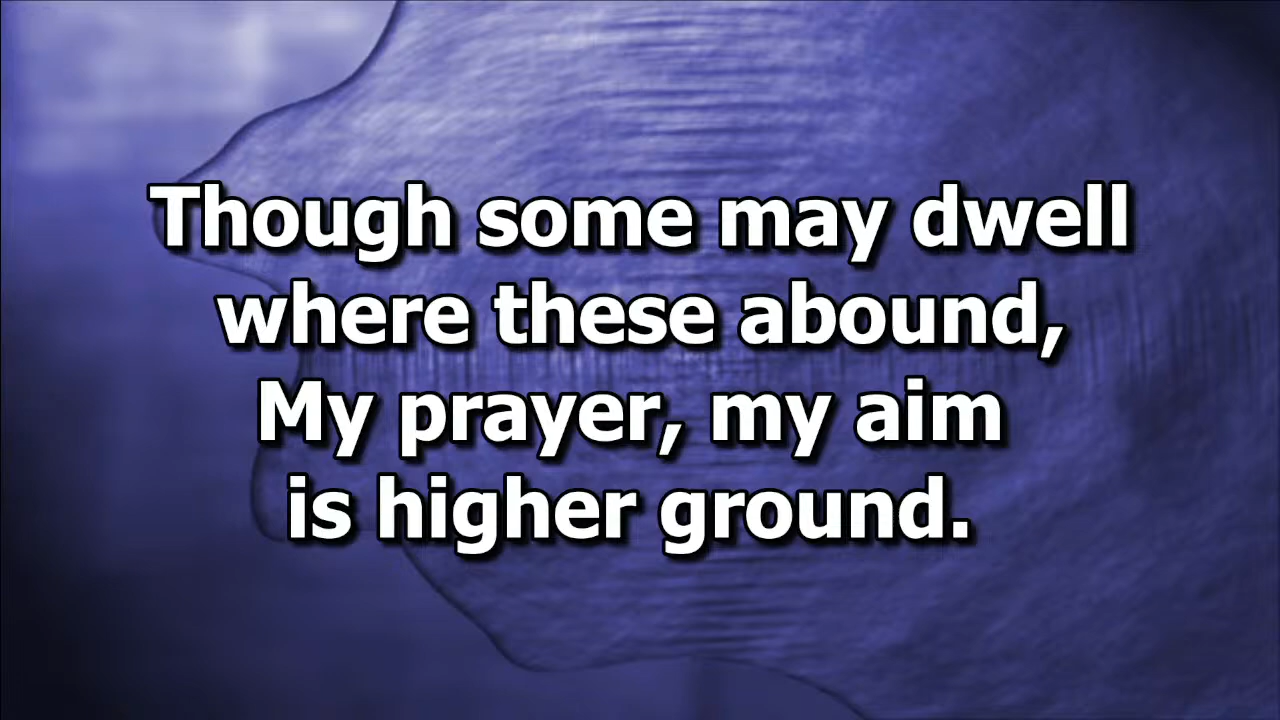 Though some may dwell
where these abound,
My prayer, my aim
is higher ground.